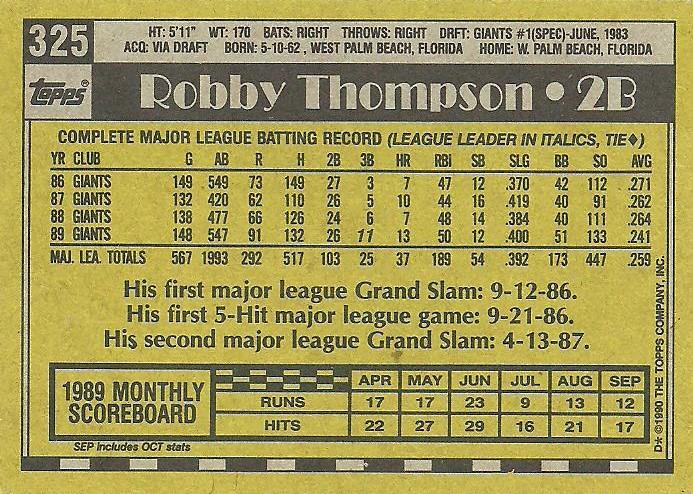 325
HT: 5'11" WT: 170 BATS: RIGHT THROWS: RIGHT DRFT: GIANTS #1(SPEC)-JUNE, 1983
ACQ: VIA DRAFT BORN: 5-10-62, WEST PALM BEACH, FLORIDA HOME: W. PALM BEACH, FLORIDA
Topps® Robby Thompson • 2B
COMPLETE MAJOR LEAGUE BATTING RECORD (LEAGUE LEADER IN ITALICS, TIE♦)
YR CLUB G AB R H 2B 3B HR RBI SB SLG BB SO AVG
86 GIANTS 149 549 73 149 27 3 7 47 12 .370 42 112 .271
87 GIANTS 132 420 62 110 26 5 10 44 16 .419 40 91 .262
88 GIANTS 138 477 66 126 24 6 7 48 14 .384 40 111 .264
89 GIANTS 148 547 91 132 26 11 13 50 12 .400 51 133 .241
MAJ. LEA. TOTALS 567 1993 292 517 103 25 37 189 54 .392 173 447 .259
His first major league Grand Slam: 9-12-86.
His first 5-Hit major league game: 9-21-86.
His second major league Grand Slam: 4-13-87.
1989 MONTHLY
SCOREBOARD
APR MAY JUN JUL AUG SEP
RUNS 17 17 23 9 13 12
HITS 22 27 29 16 21 17
SEP Includes OCT stats
D* ©1990 THE TOPPS COMPANY, INC.